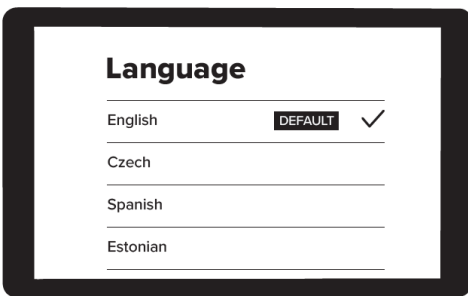 Language
English DEFAULT
Czech
Spanish
Estonian